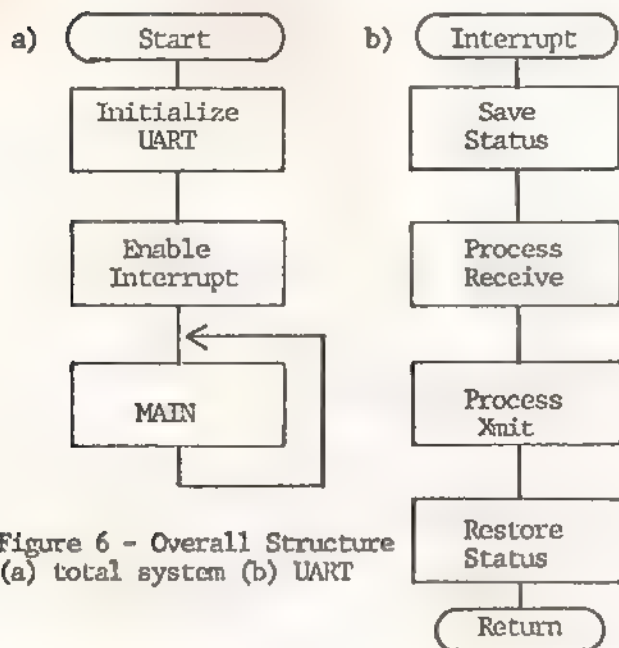 a)
Start
Initialize
UART
Enable
Interrupt
MAIN
Figure 6 - Overall Structure
(a) total system (b) UART
b)
Interrupt
Save
Status
Process
Receive
Process
Xmit
Restore
Status
Return